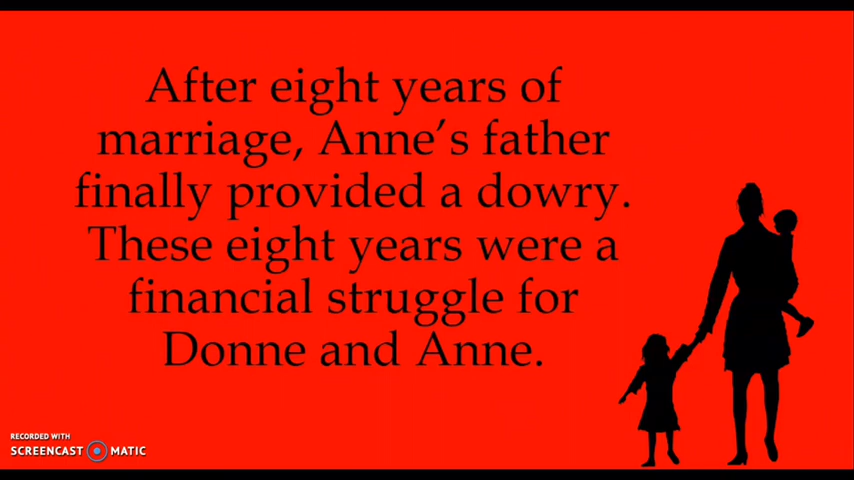 After eight years of
marriage, Anne’s father
finally provided a dowry.
These eight years were a
financial struggle for
Donne and Anne.
RECORDED WITH
SCREENCAST MATIC